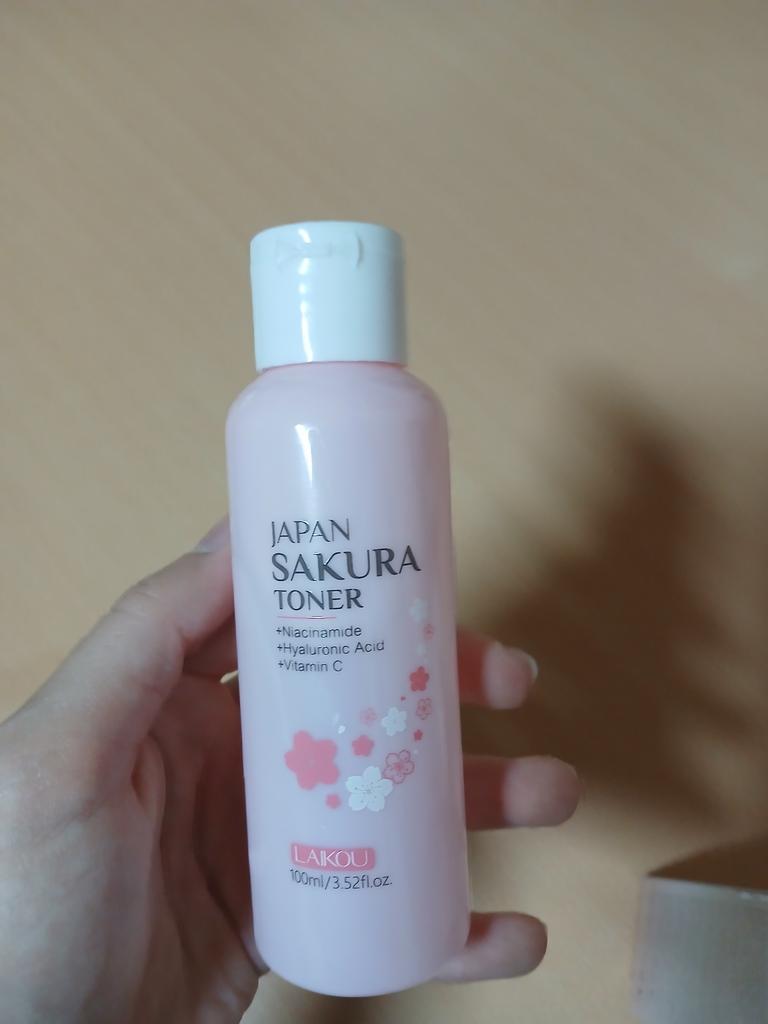 JAPAN
SAKURA
TONER
+Niacinamide
+Hyaluronic Acid
+Vitamin C
LAIKOU
100ml/3.52fl.oz.